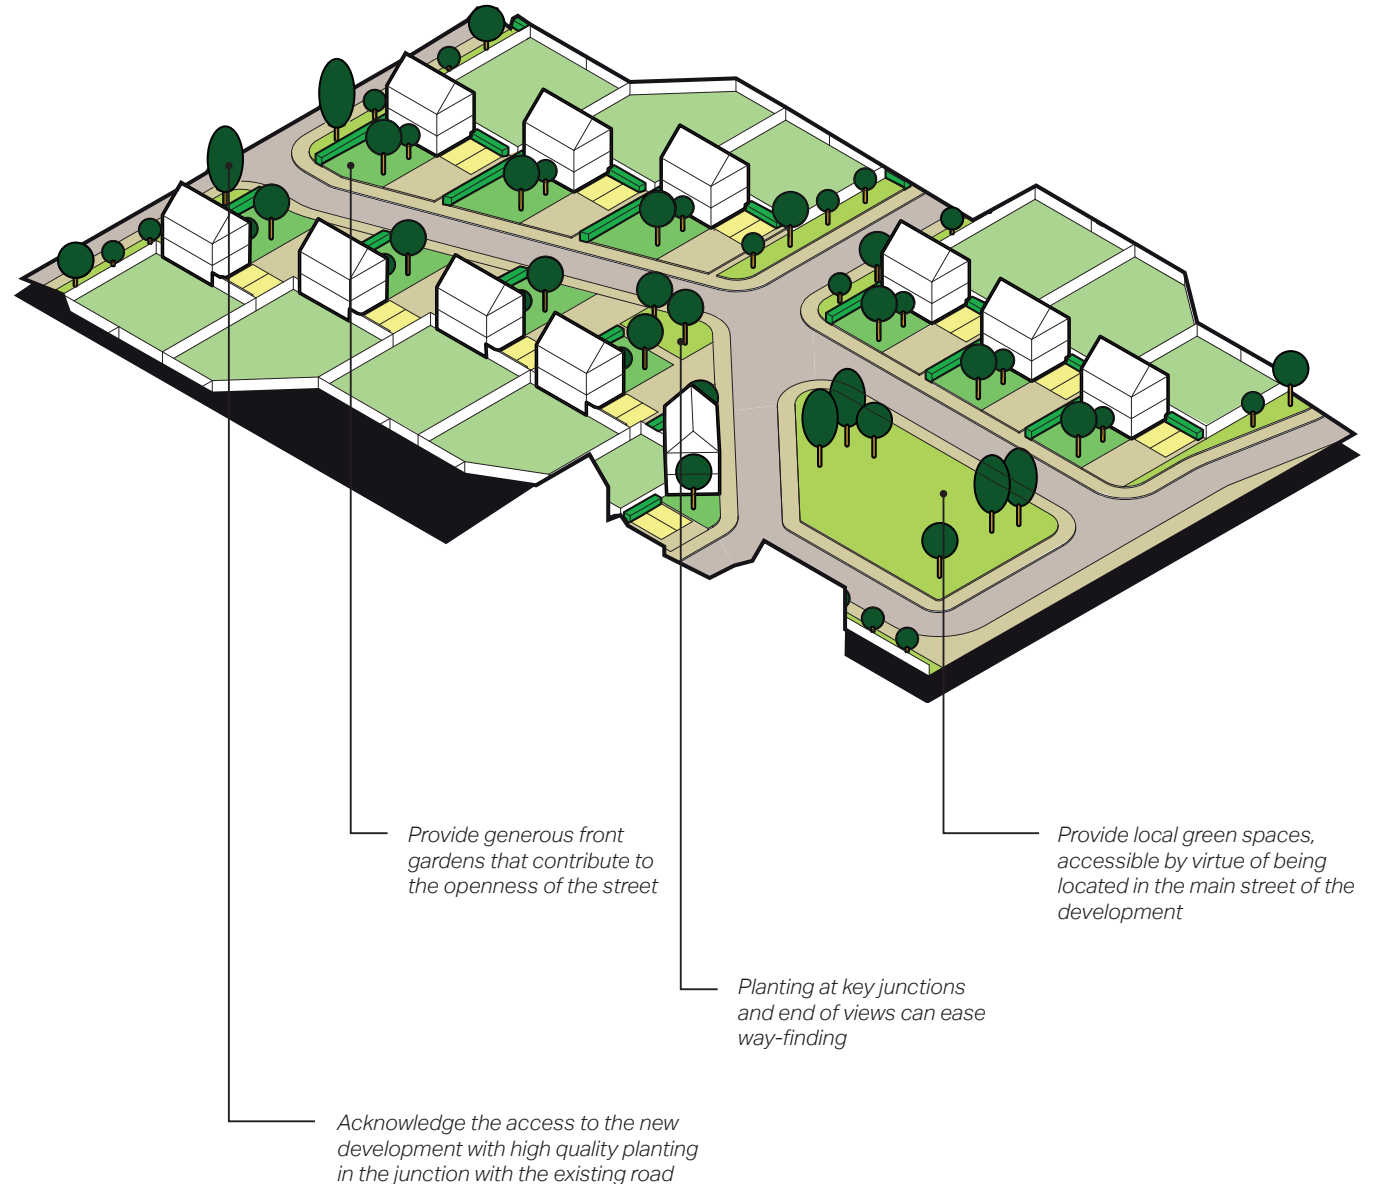 Provide generous front
gardens that contribute to
the openness of the street
Provide local green spaces,
accessible by virtue of being
located in the main street of the
development
Planting at key junctions
and end of views can ease
way-finding
Acknowledge the access to the new
development with high quality planting
in the junction with the existing road